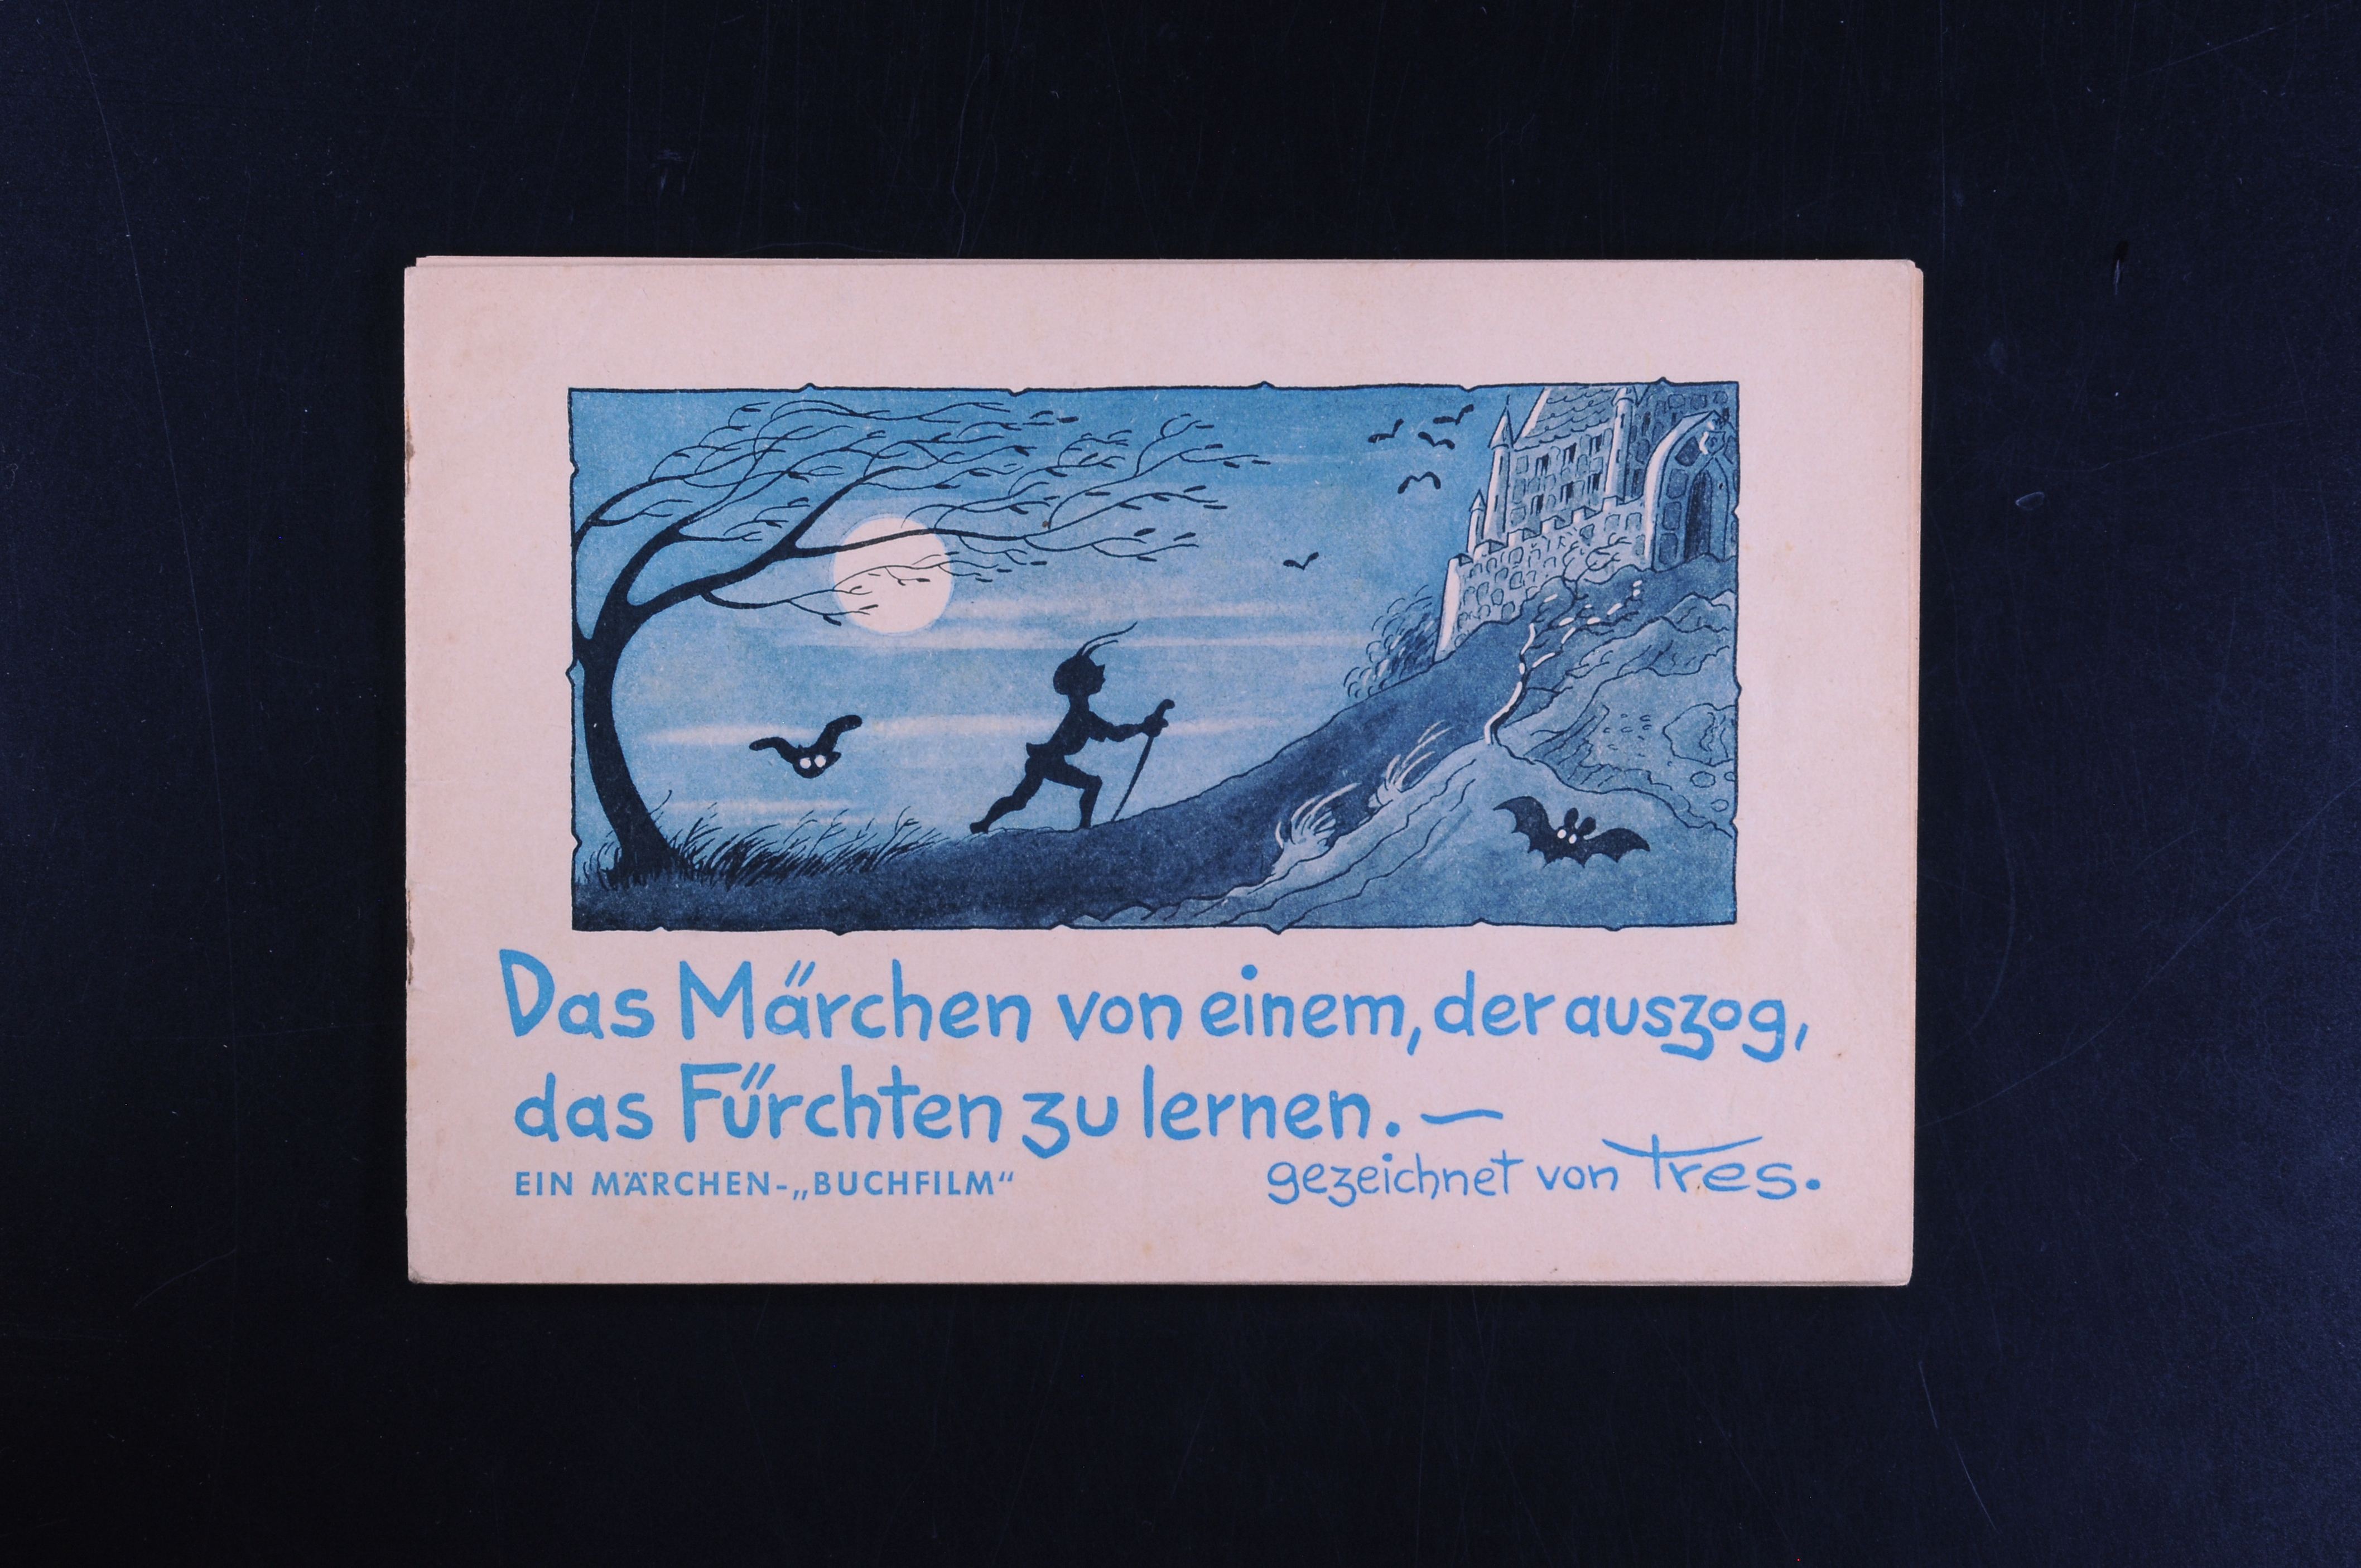 Das Märchen von einem, der auszog,
das Fürchten zu lernen. —
EIN MÄRCHEN-„BUCHFILM“
gezeichnet von Tres.